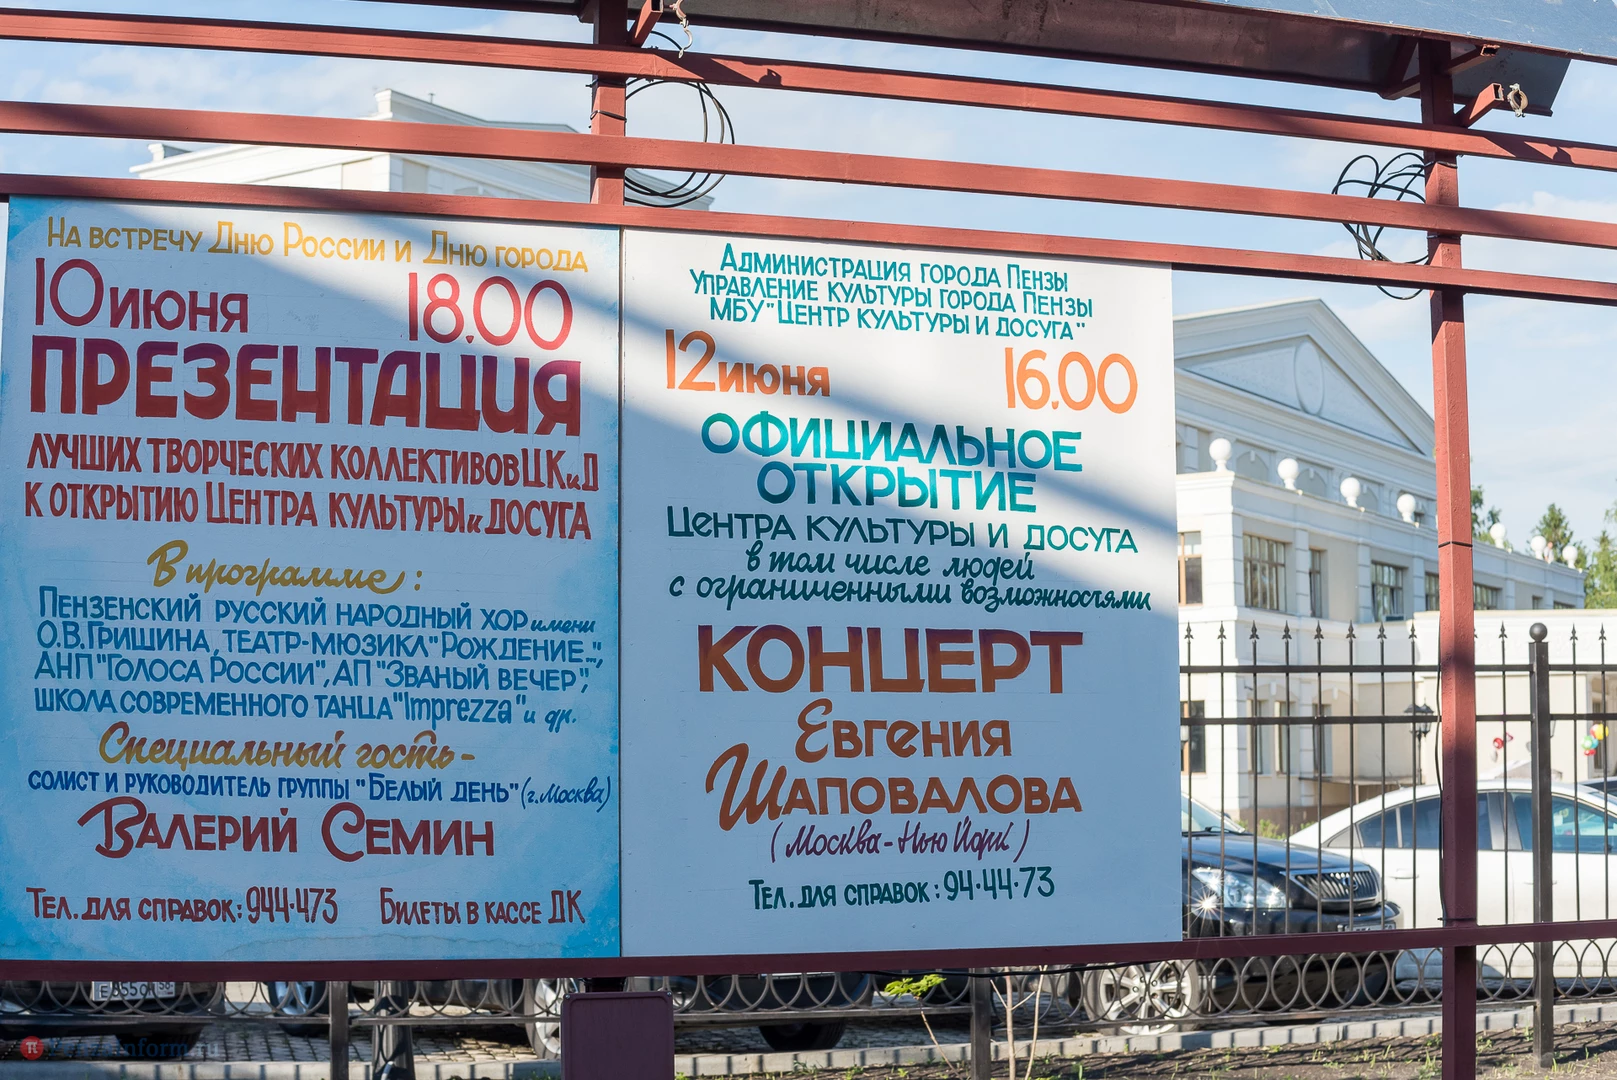 На встречу Дню России и Дню города
10 июня 18.00
ПРЕЗЕНТАЦИЯ
лучших творческих коллективов ЦКиД
к открытию Центра культуры и досуга
В программе:
Пензенский русский народный хор имени
О.В.Гришина, театр-мюзикл "Рождение...",
АНП "Голоса России", АП "Званый вечер",
школа современного танца "Imprezza" и др.
Специальный гость -
солист и руководитель группы "Белый день" (г. Москва)
Валерий Семин
Тел. для справок: 944-473 Билеты в кассе ДК
Администрация города Пензы
Управление культуры города Пензы
МБУ "Центр культуры и досуга"
12 июня 16.00
ОФИЦИАЛЬНОЕ
ОТКРЫТИЕ
Центра культуры и досуга
в том числе людей
с ограниченными возможностями
КОНЦЕРТ
Евгения
Шаповалова
(Москва-Нью Йорк)
Тел. для справок: 94-44-73